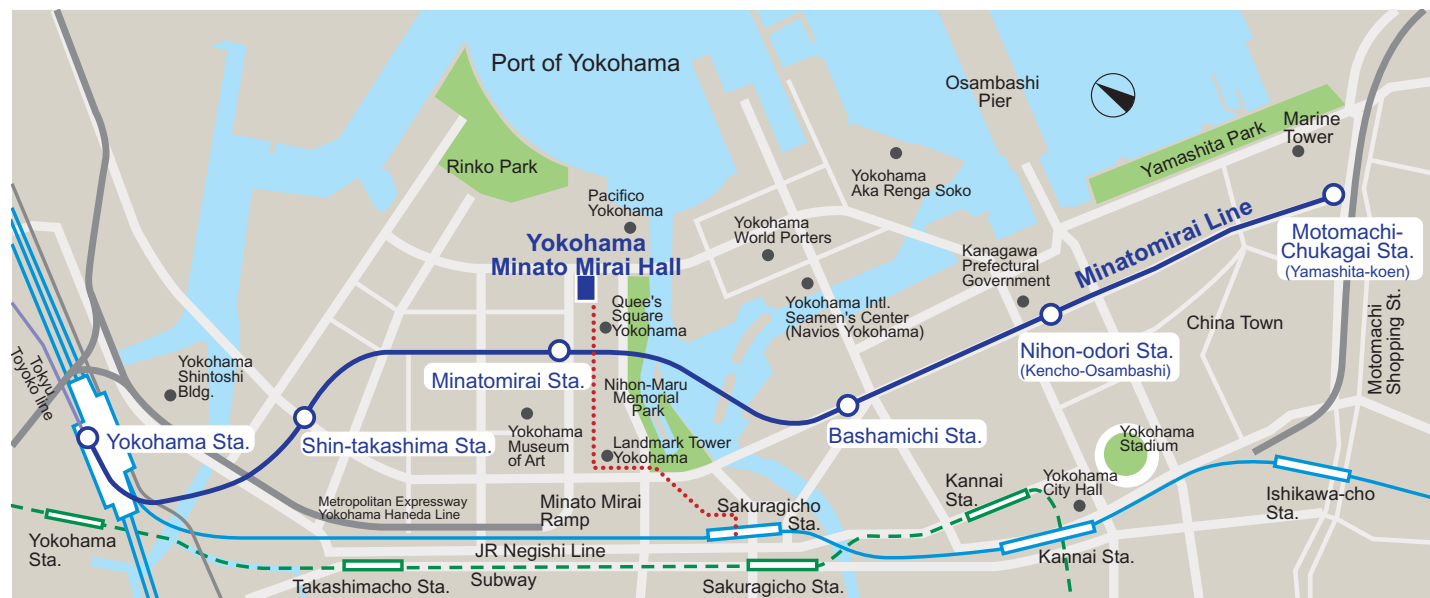 Port of Yokohama
Osambashi
Pier
Marine
Tower
Yamashita Park
Rinko Park
Yokohama
Aka Renga Soko
Pacifico
Yokohama
Yokohama
World Porters
Minatomirai Line
Motomachi-
Chukagai Sta.
(Yamashita-koen)
Yokohama
Minato Mirai Hall
Kanagawa
Prefectural
Government
Quee's
Square
Yokohama
Yokohama Intl.
Seamen's Center
(Navios Yokohama)
China Town
Motomachi
Shopping St.
Nihon-odori Sta.
(Kencho-Osambashi)
Tokyu
Toyoko line
Yokohama
Shintoshi
Bldg.
Minatomirai Sta.
Nihon-Maru
Memorial
Park
Yokohama Sta.
Shin-takashima Sta.
Yokohama
Museum
of Art
Landmark Tower
Yokohama
Bashamichi Sta.
Yokohama
Stadium
Metropolitan Expressway
Yokohama Haneda Line
Minato Mirai
Ramp
Sakuragicho
Sta.
Kannai
Sta.
Yokohama
City Hall
Ishikawa-cho
Sta.
Yokohama
Sta.
JR Negishi Line
Kannai Sta.
Takashimacho Sta.
Subway
Sakuragicho Sta.